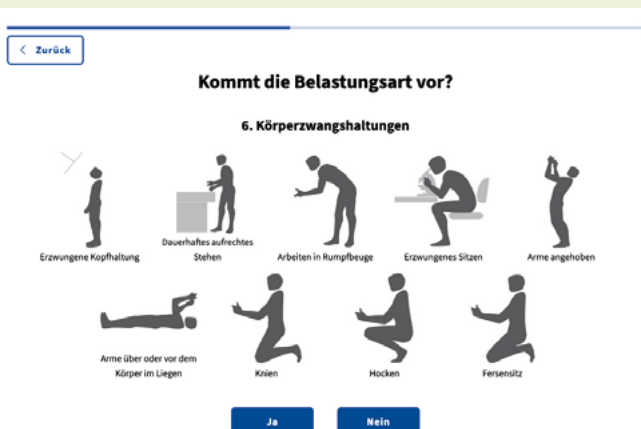 Zurück
Kommt die Belastungsart vor?
6. Körperzwangshaltungen
Erzwungene Kopfhaltung
Dauerhaftes aufrechtes
Stehen
Arbeiten in Rumpfbeuge
Erzwungenes Sitzen
Arme angehoben
Arme über oder vor dem
Körper im Liegen
Knien
Hocken
Fersensitz
Ja
Nein